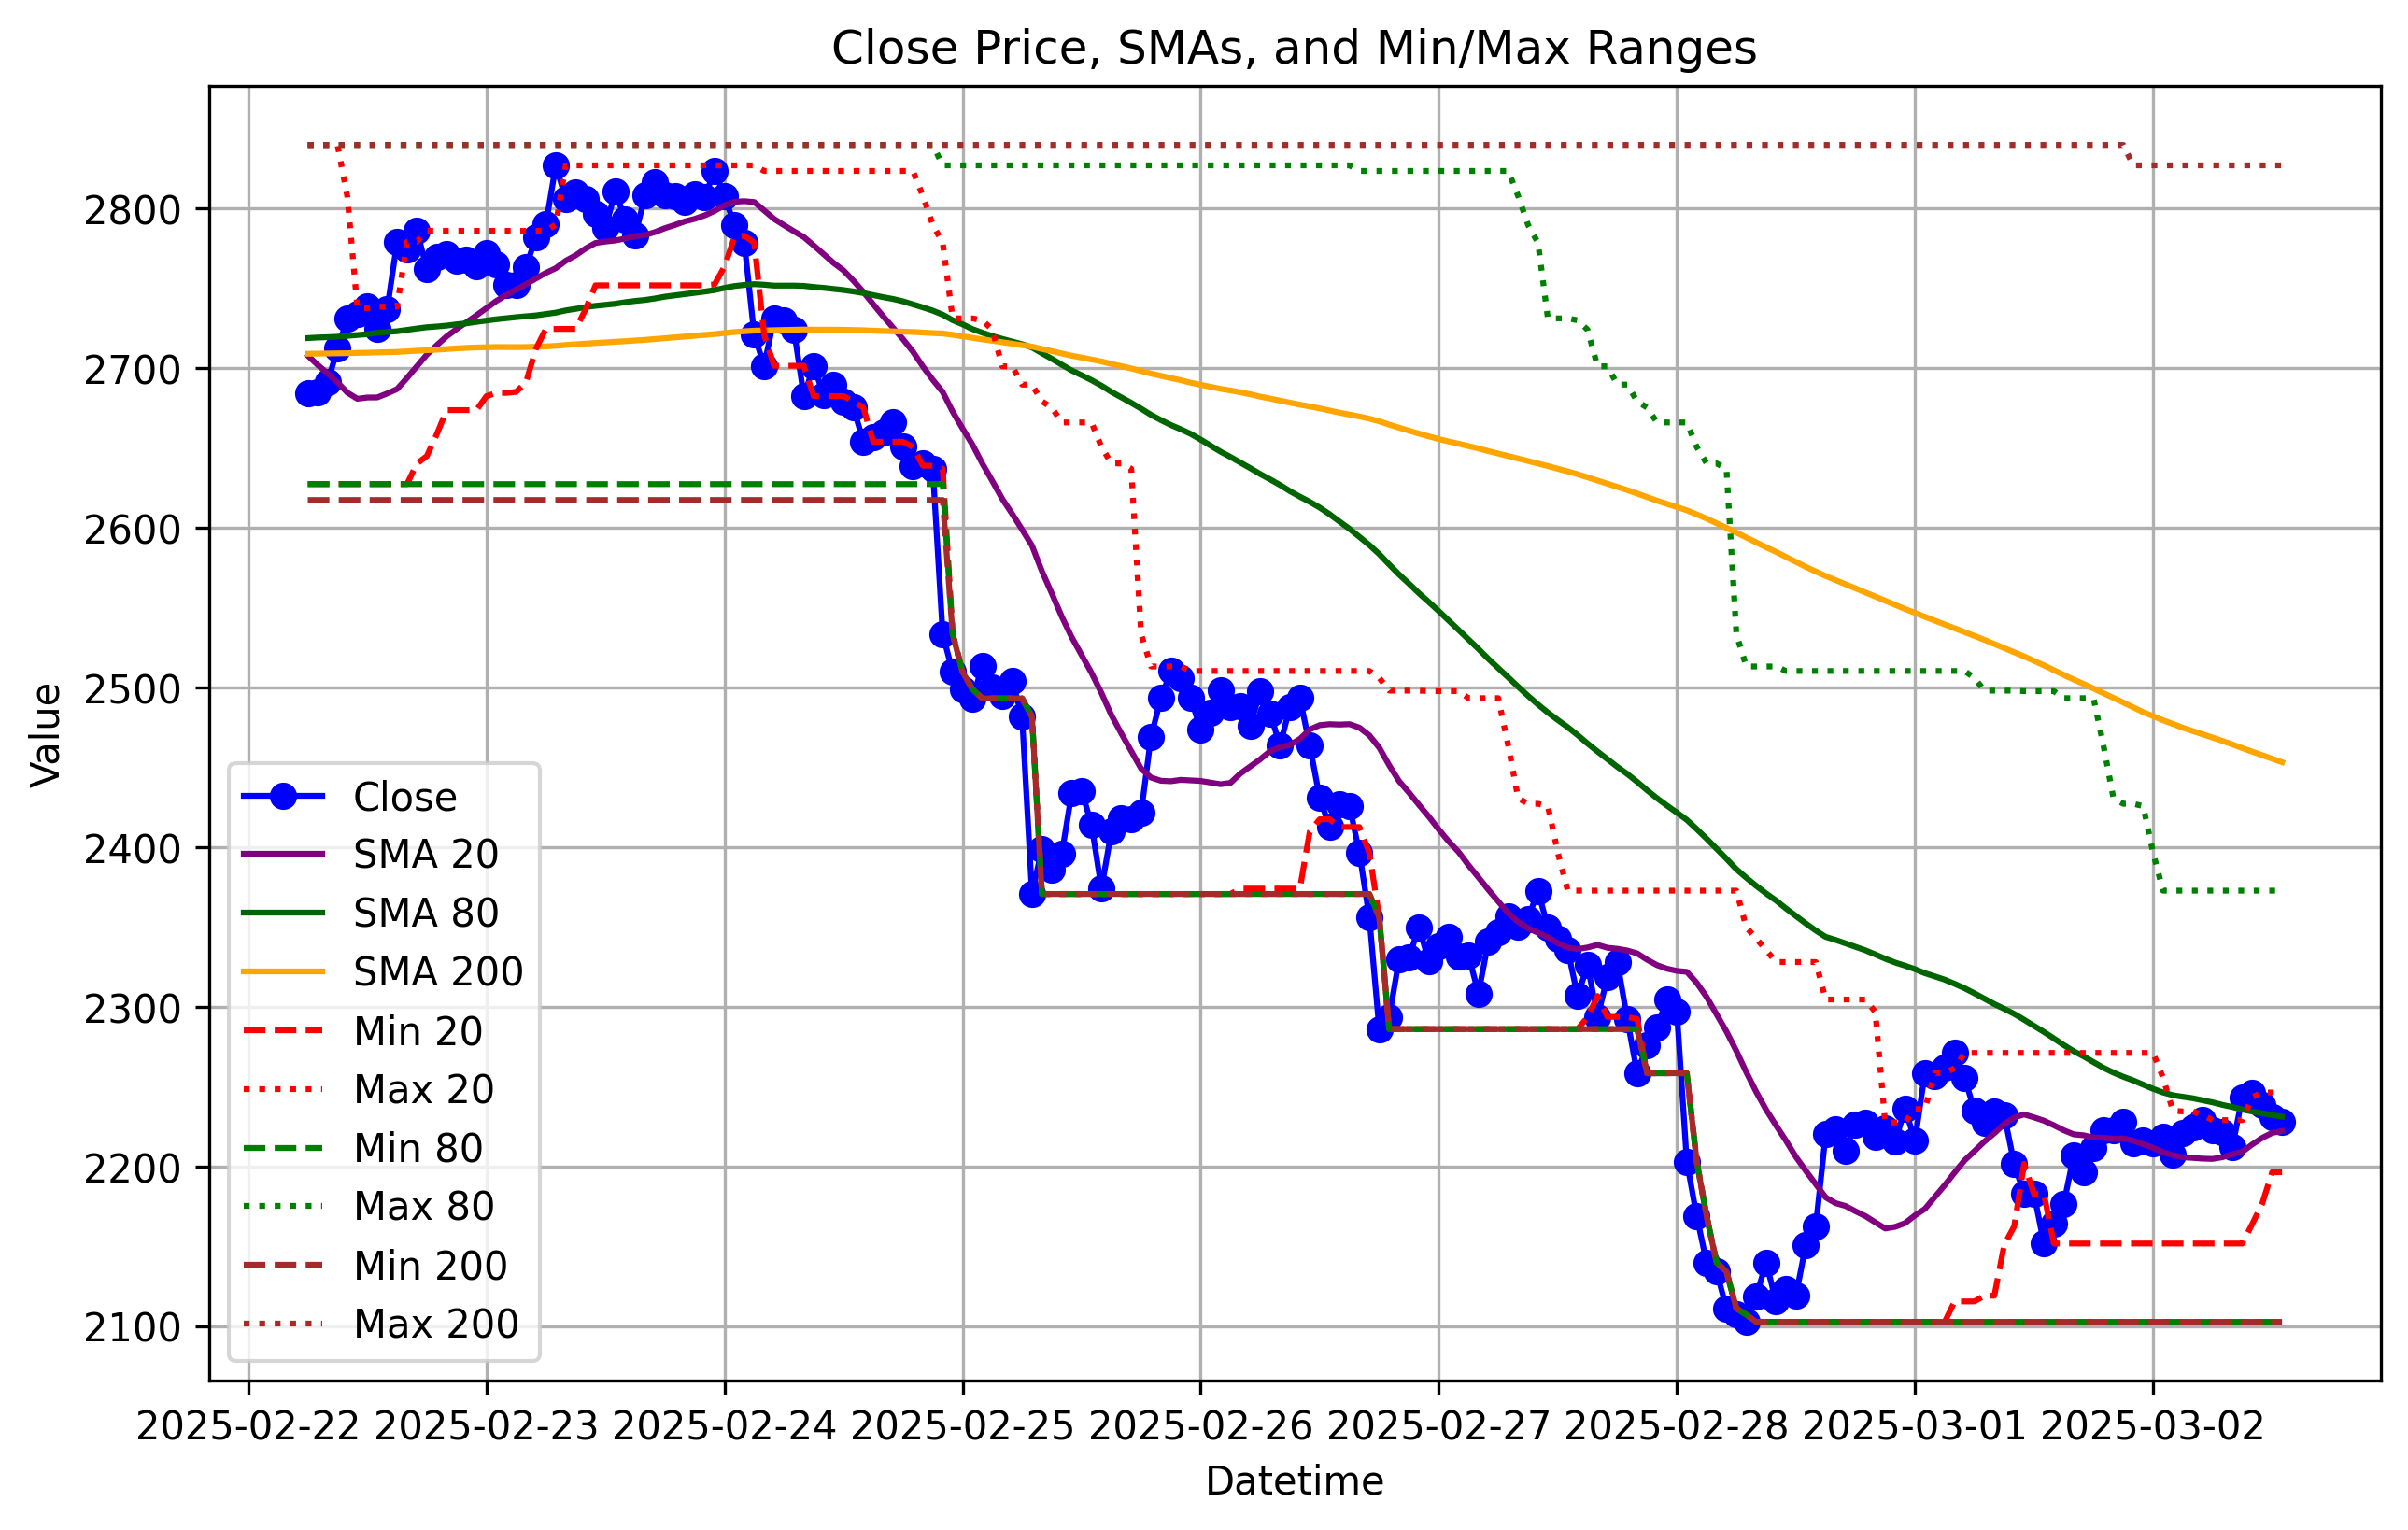 Close Price, SMAs, and Min/Max Ranges
Value
2800
2700
2600
2500
2400
2300
2200
2100
Close
SMA 20
SMA 80
SMA 200
Min 20
Max 20
Min 80
Max 80
Min 200
Max 200
2025-02-22 2025-02-23 2025-02-24 2025-02-25 2025-02-26 2025-02-27 2025-02-28 2025-03-01 2025-03-02
Datetime